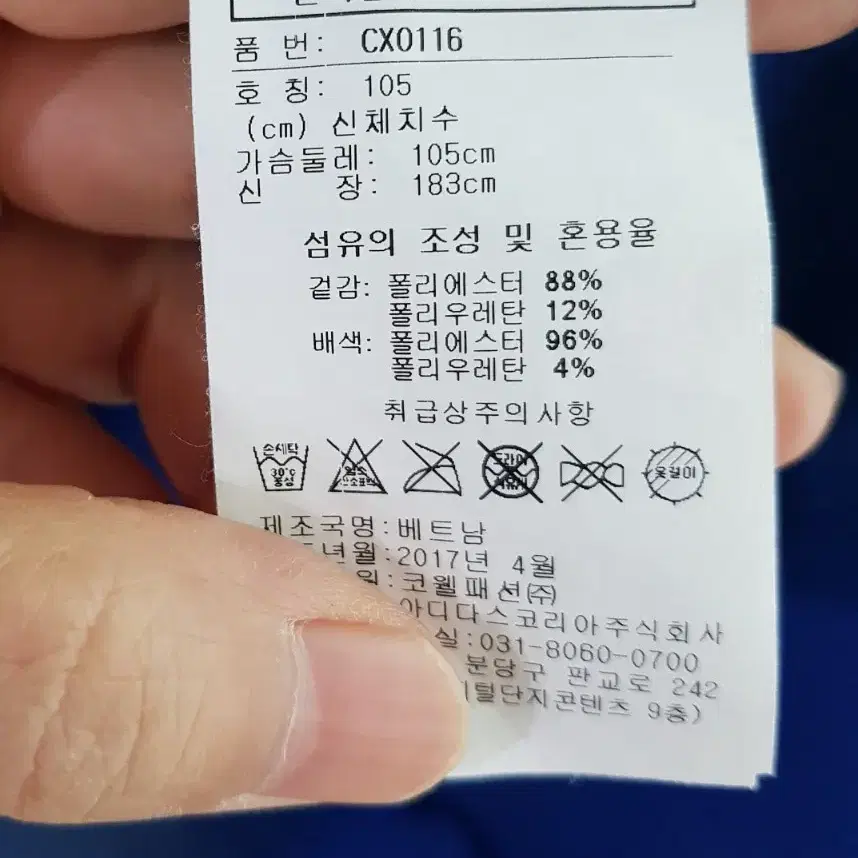 품 번: CX0116
호 칭: 105
(cm) 신체치수
가슴둘레: 105cm
신 장: 183cm
섬유의 조성 및 혼용율
겉감: 폴리에스터 88%
폴리우레탄 12%
배색: 폴리에스터 96%
폴리우레탄 4%
취급상주의사항
손세탁 30℃ 중성
염소 산소표백
드라이
옷걸이
제조국명:베트남
년월:2017년 4월
원:코웰패션㈜
아디다스코리아주식회사
실:031-8060-0700
분당구 판교로 242
털단지콘텐츠 9층)